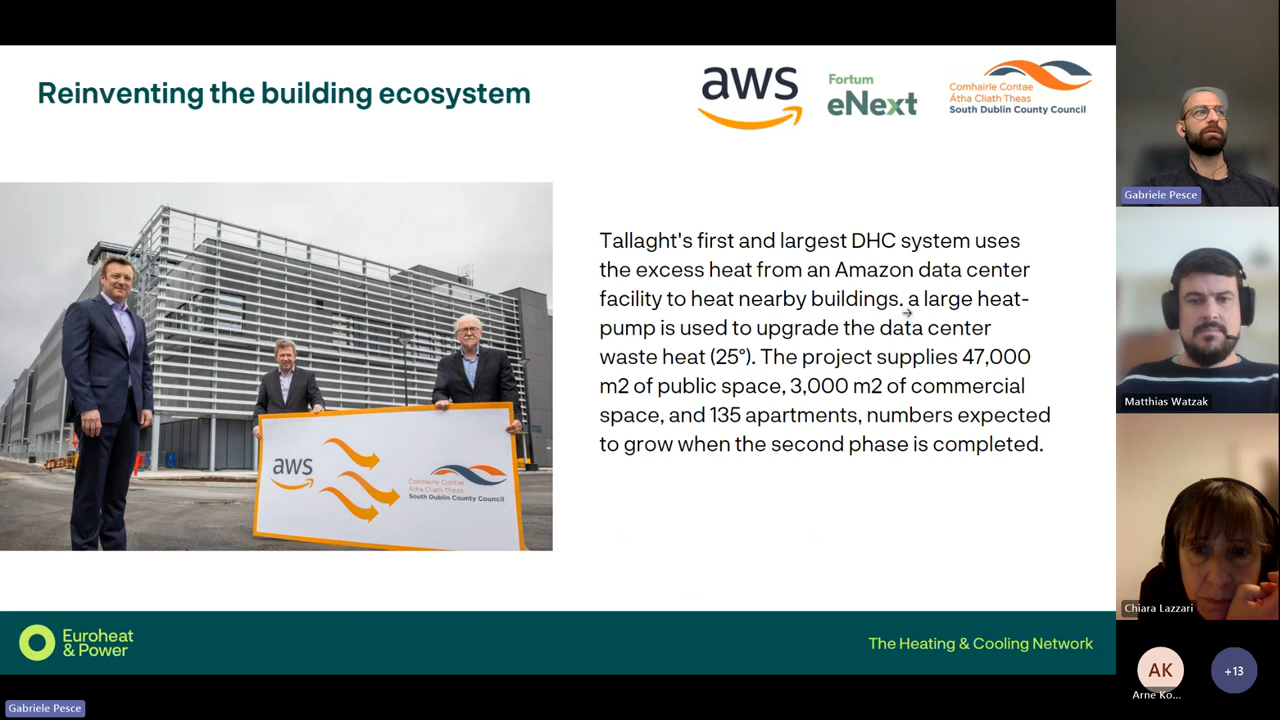 Reinventing the building ecosystem
aws
Fortum
eNext
Comhairle Contae
Átha Cliath Theas
South Dublin County Council
Tallaght's first and largest DHC system uses
the excess heat from an Amazon data center
facility to heat nearby buildings. a large heat-
pump is used to upgrade the data center
waste heat (25°). The project supplies 47,000
m2 of public space, 3,000 m2 of commercial
space, and 135 apartments, numbers expected
to grow when the second phase is completed.
aws
Comhairle Contae
Átha Cliath Theas
South Dublin County Council
Euroheat
& Power
The Heating & Cooling Network
Gabriele Pesce
Gabriele Pesce
Matthias Watzak
Chiara Lazzari
AK
Arne Ko...
+13